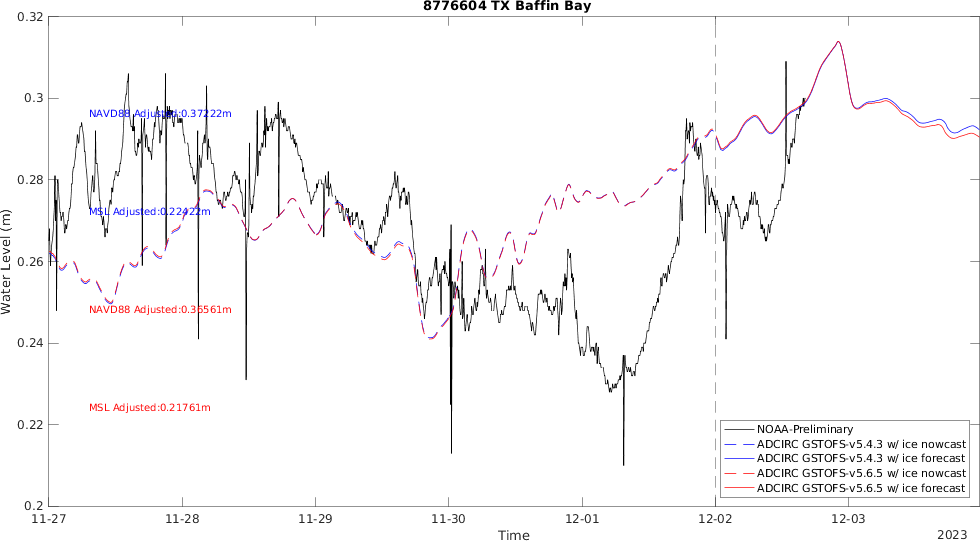 8776604 TX Baffin Bay
0.32
0.3
0.28
0.26
0.24
0.22
0.2
Water Level (m)
NAVD88 Adjusted:0.37222m
MSL Adjusted:0.22422m
NAVD88 Adjusted:0.36561m
MSL Adjusted:0.21761m
NOAA-Preliminary
ADCIRC GSTOFS-v5.4.3 w/ ice nowcast
ADCIRC GSTOFS-v5.4.3 w/ ice forecast
ADCIRC GSTOFS-v5.6.5 w/ ice nowcast
ADCIRC GSTOFS-v5.6.5 w/ ice forecast
11-27 11-28 11-29 11-30 12-01 12-02 12-03
Time
2023